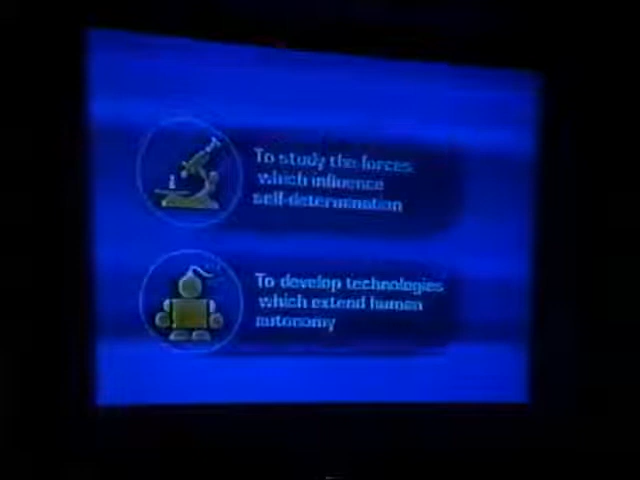 To study the forces
which influence
self-determination
To develop technologies
which extend human
autonomy